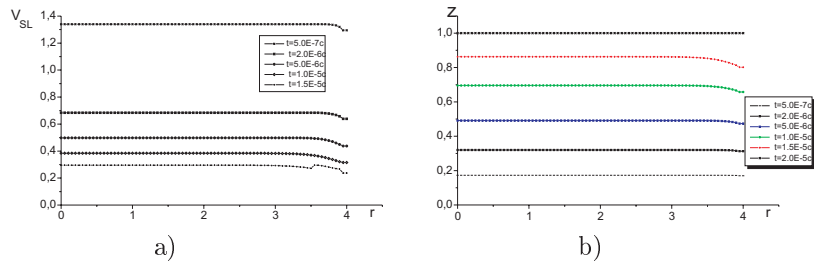 V_SL
1,4
1,2
1,0
0,8
0,6
0,4
0,2
0,0
0
1
2
3
4
r
t=5.0E-7c
t=2.0E-6c
t=5.0E-6c
t=1.0E-5c
t=1.5E-5c
a)
Z
1,0
0,8
0,6
0,4
0,2
0,0
0
1
2
3
4
r
t=5.0E-7c
t=2.0E-6c
t=5.0E-6c
t=1.0E-5c
t=1.5E-5c
t=2.0E-5c
b)